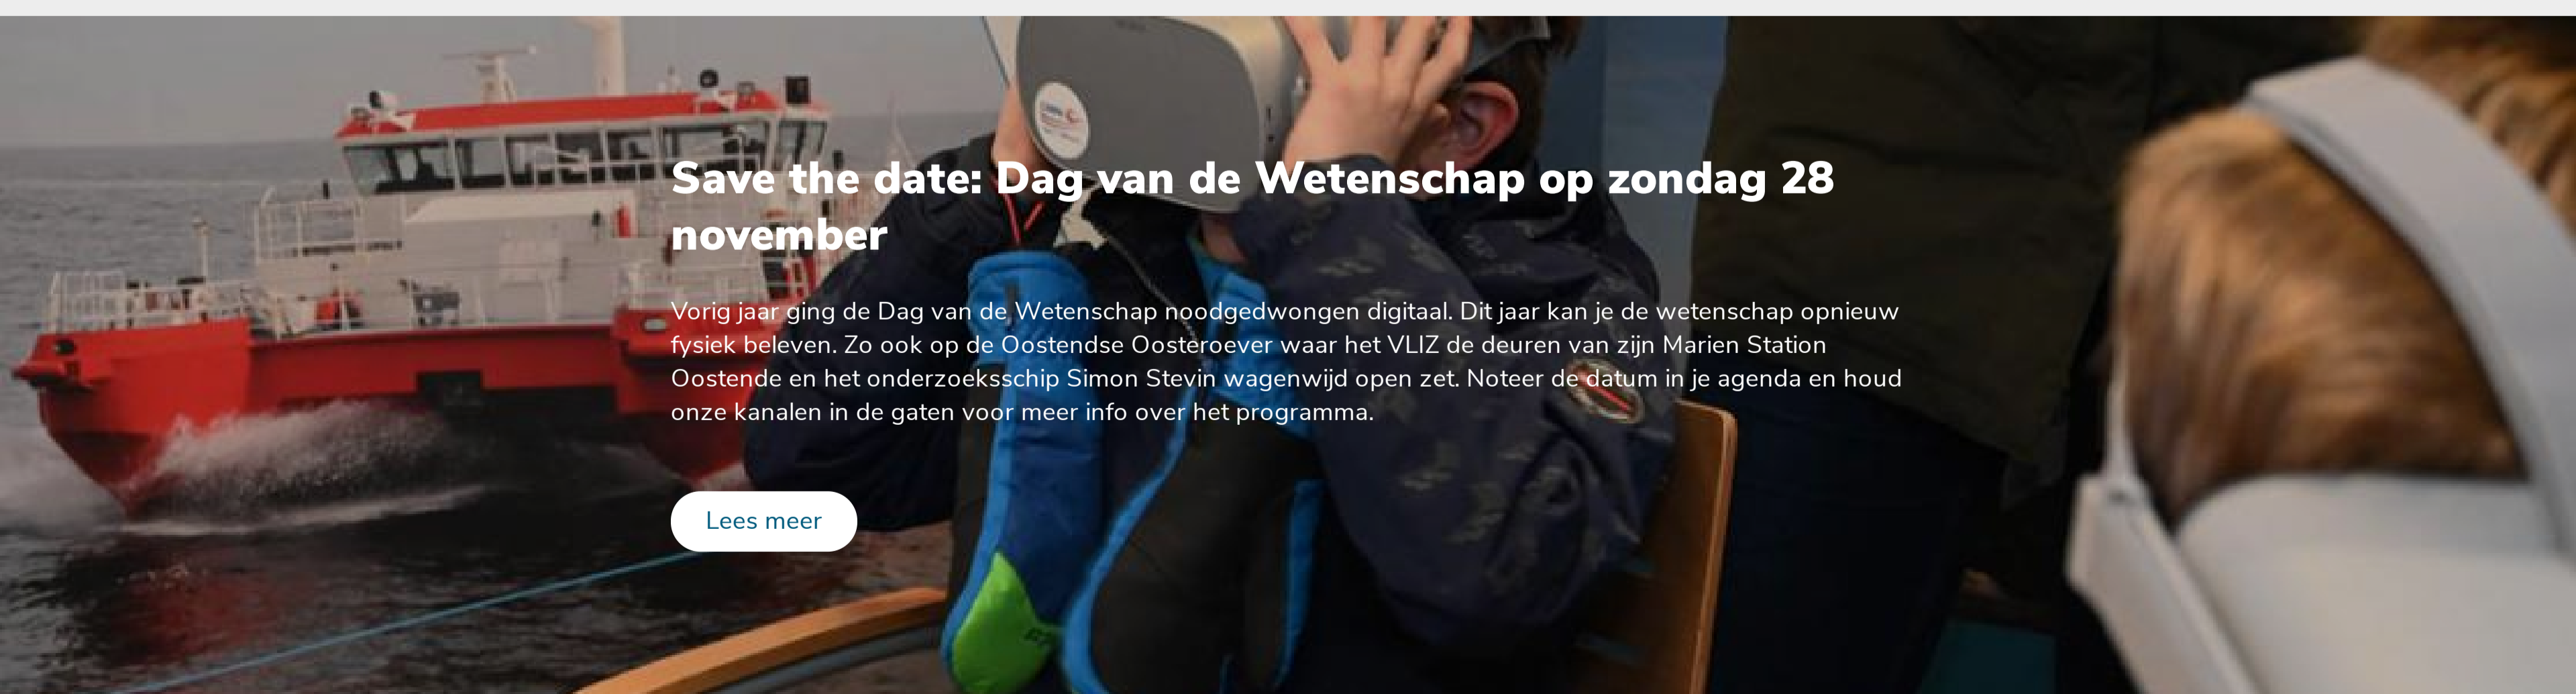 Save the date: Dag van de Wetenschap op zondag 28
november
Vorig jaar ging de Dag van de Wetenschap noodgedwongen digitaal. Dit jaar kan je de wetenschap opnieuw
fysiek beleven. Zo ook op de Oostendse Oosteroever waar het VLIZ de deuren van zijn Marien Station
Oostende en het onderzoeksschip Simon Stevin wagenwijd open zet. Noteer de datum in je agenda en houd
onze kanalen in de gaten voor meer info over het programma.
Lees meer